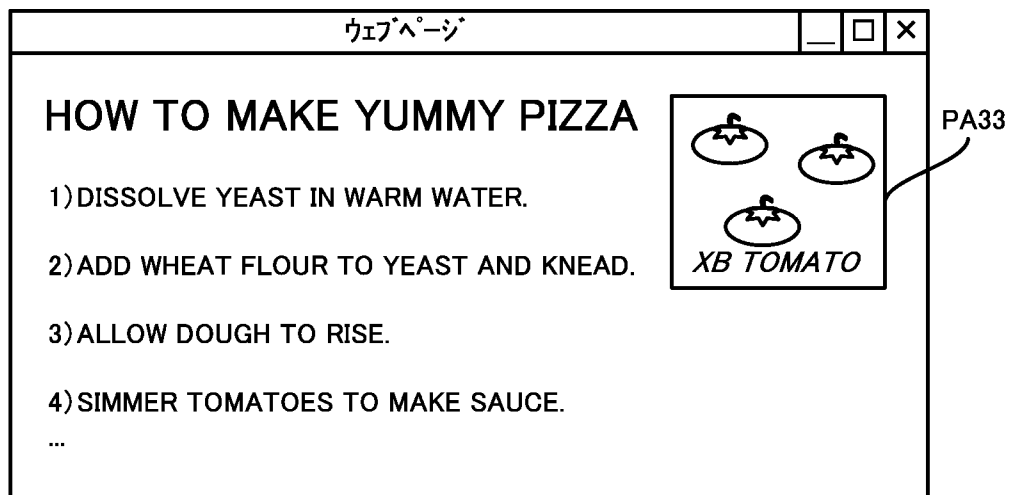 ウェブページ
HOW TO MAKE YUMMY PIZZA
PA33
1)DISSOLVE YEAST IN WARM WATER.
2)ADD WHEAT FLOUR TO YEAST AND KNEAD.
XB TOMATO
3)ALLOW DOUGH TO RISE.
4)SIMMER TOMATOES TO MAKE SAUCE.
...